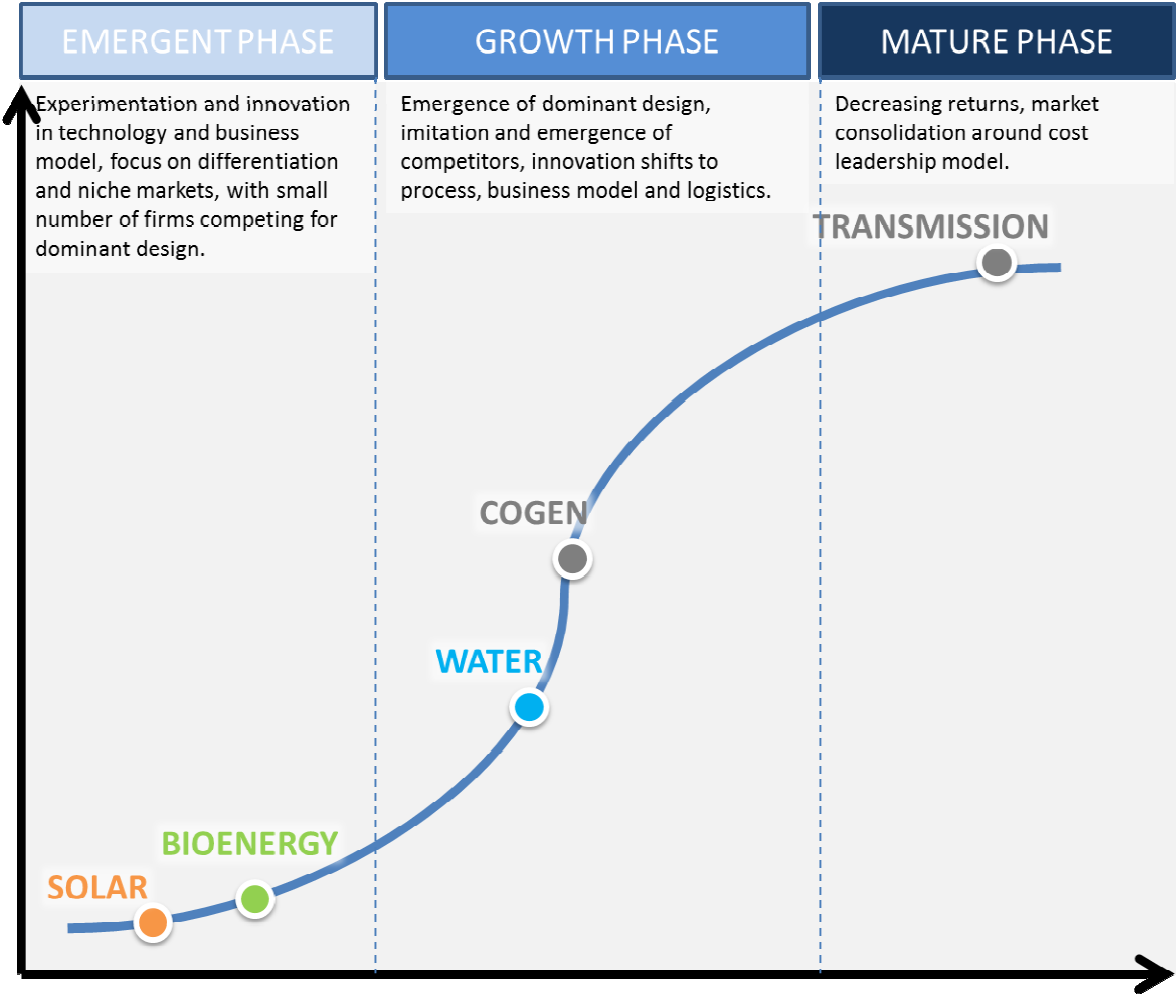 EMERGENT PHASE
GROWTH PHASE
MATURE PHASE
Experimentation and innovation
in technology and business
model, focus on differentiation
and niche markets, with small
number of firms competing for
dominant design.
Emergence of dominant design,
imitation and emergence of
competitors, innovation shifts to
process, business model and logistics.
Decreasing returns, market
consolidation around cost
leadership model.
TRANSMISSION
COGEN
WATER
BIOENERGY
SOLAR